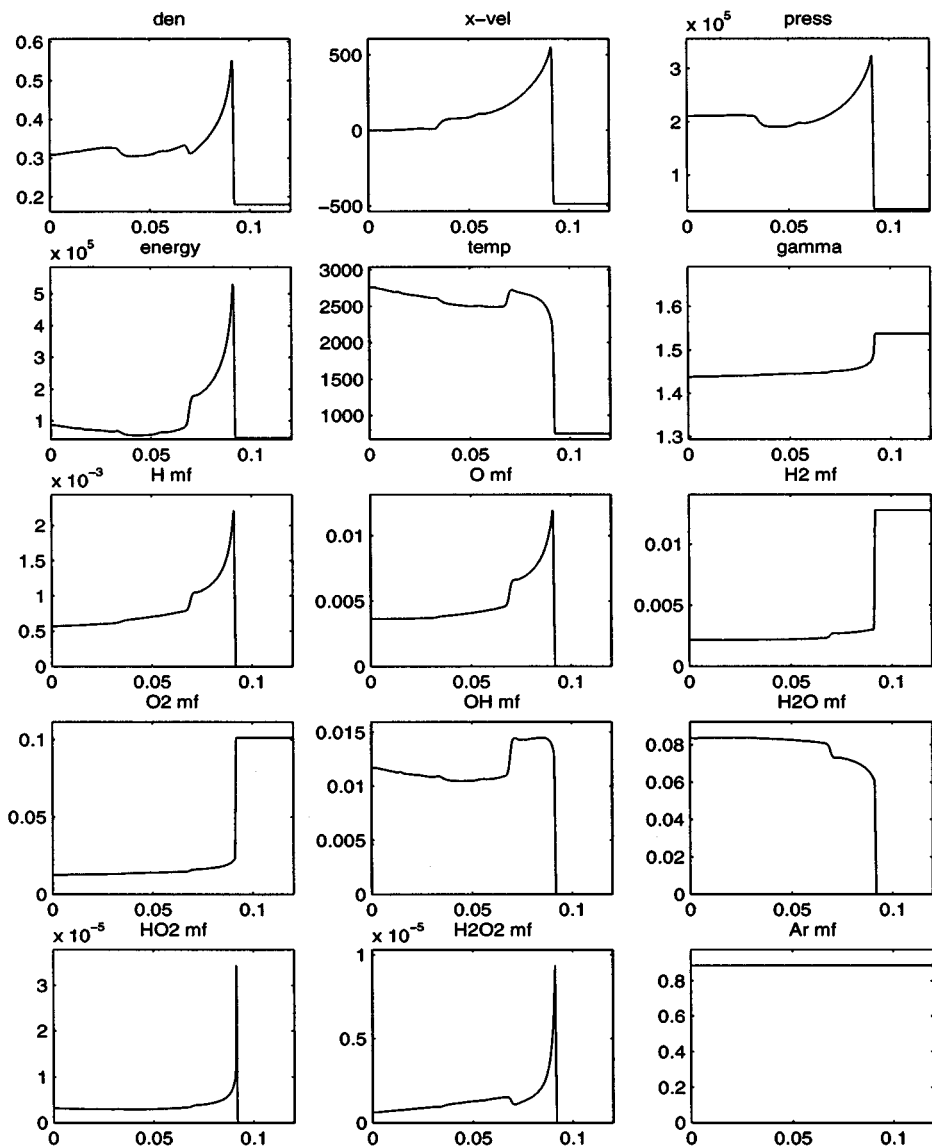 den
0.6
0.5
0.4
0.3
0.2
0 0.05 0.1
x-vel
500
0
−500
0 0.05 0.1
press
x 10^5
3
2
1
0 0.05 0.1
energy
x 10^5
5
4
3
2
1
0 0.05 0.1
temp
3000
2500
2000
1500
1000
0 0.05 0.1
gamma
1.6
1.5
1.4
1.3
0 0.05 0.1
H mf
x 10^−3
2
1.5
1
0.5
0
0 0.05 0.1
O mf
0.01
0.005
0
0 0.05 0.1
H2 mf
0.01
0.005
0
0 0.05 0.1
O2 mf
0.1
0.05
0
0 0.05 0.1
OH mf
0.015
0.01
0.005
0
0 0.05 0.1
H2O mf
0.08
0.06
0.04
0.02
0
0 0.05 0.1
HO2 mf
x 10^−5
3
2
1
0
0 0.05 0.1
H2O2 mf
x 10^−5
1
0.5
0
0 0.05 0.1
Ar mf
0.8
0.6
0.4
0.2
0
0 0.05 0.1